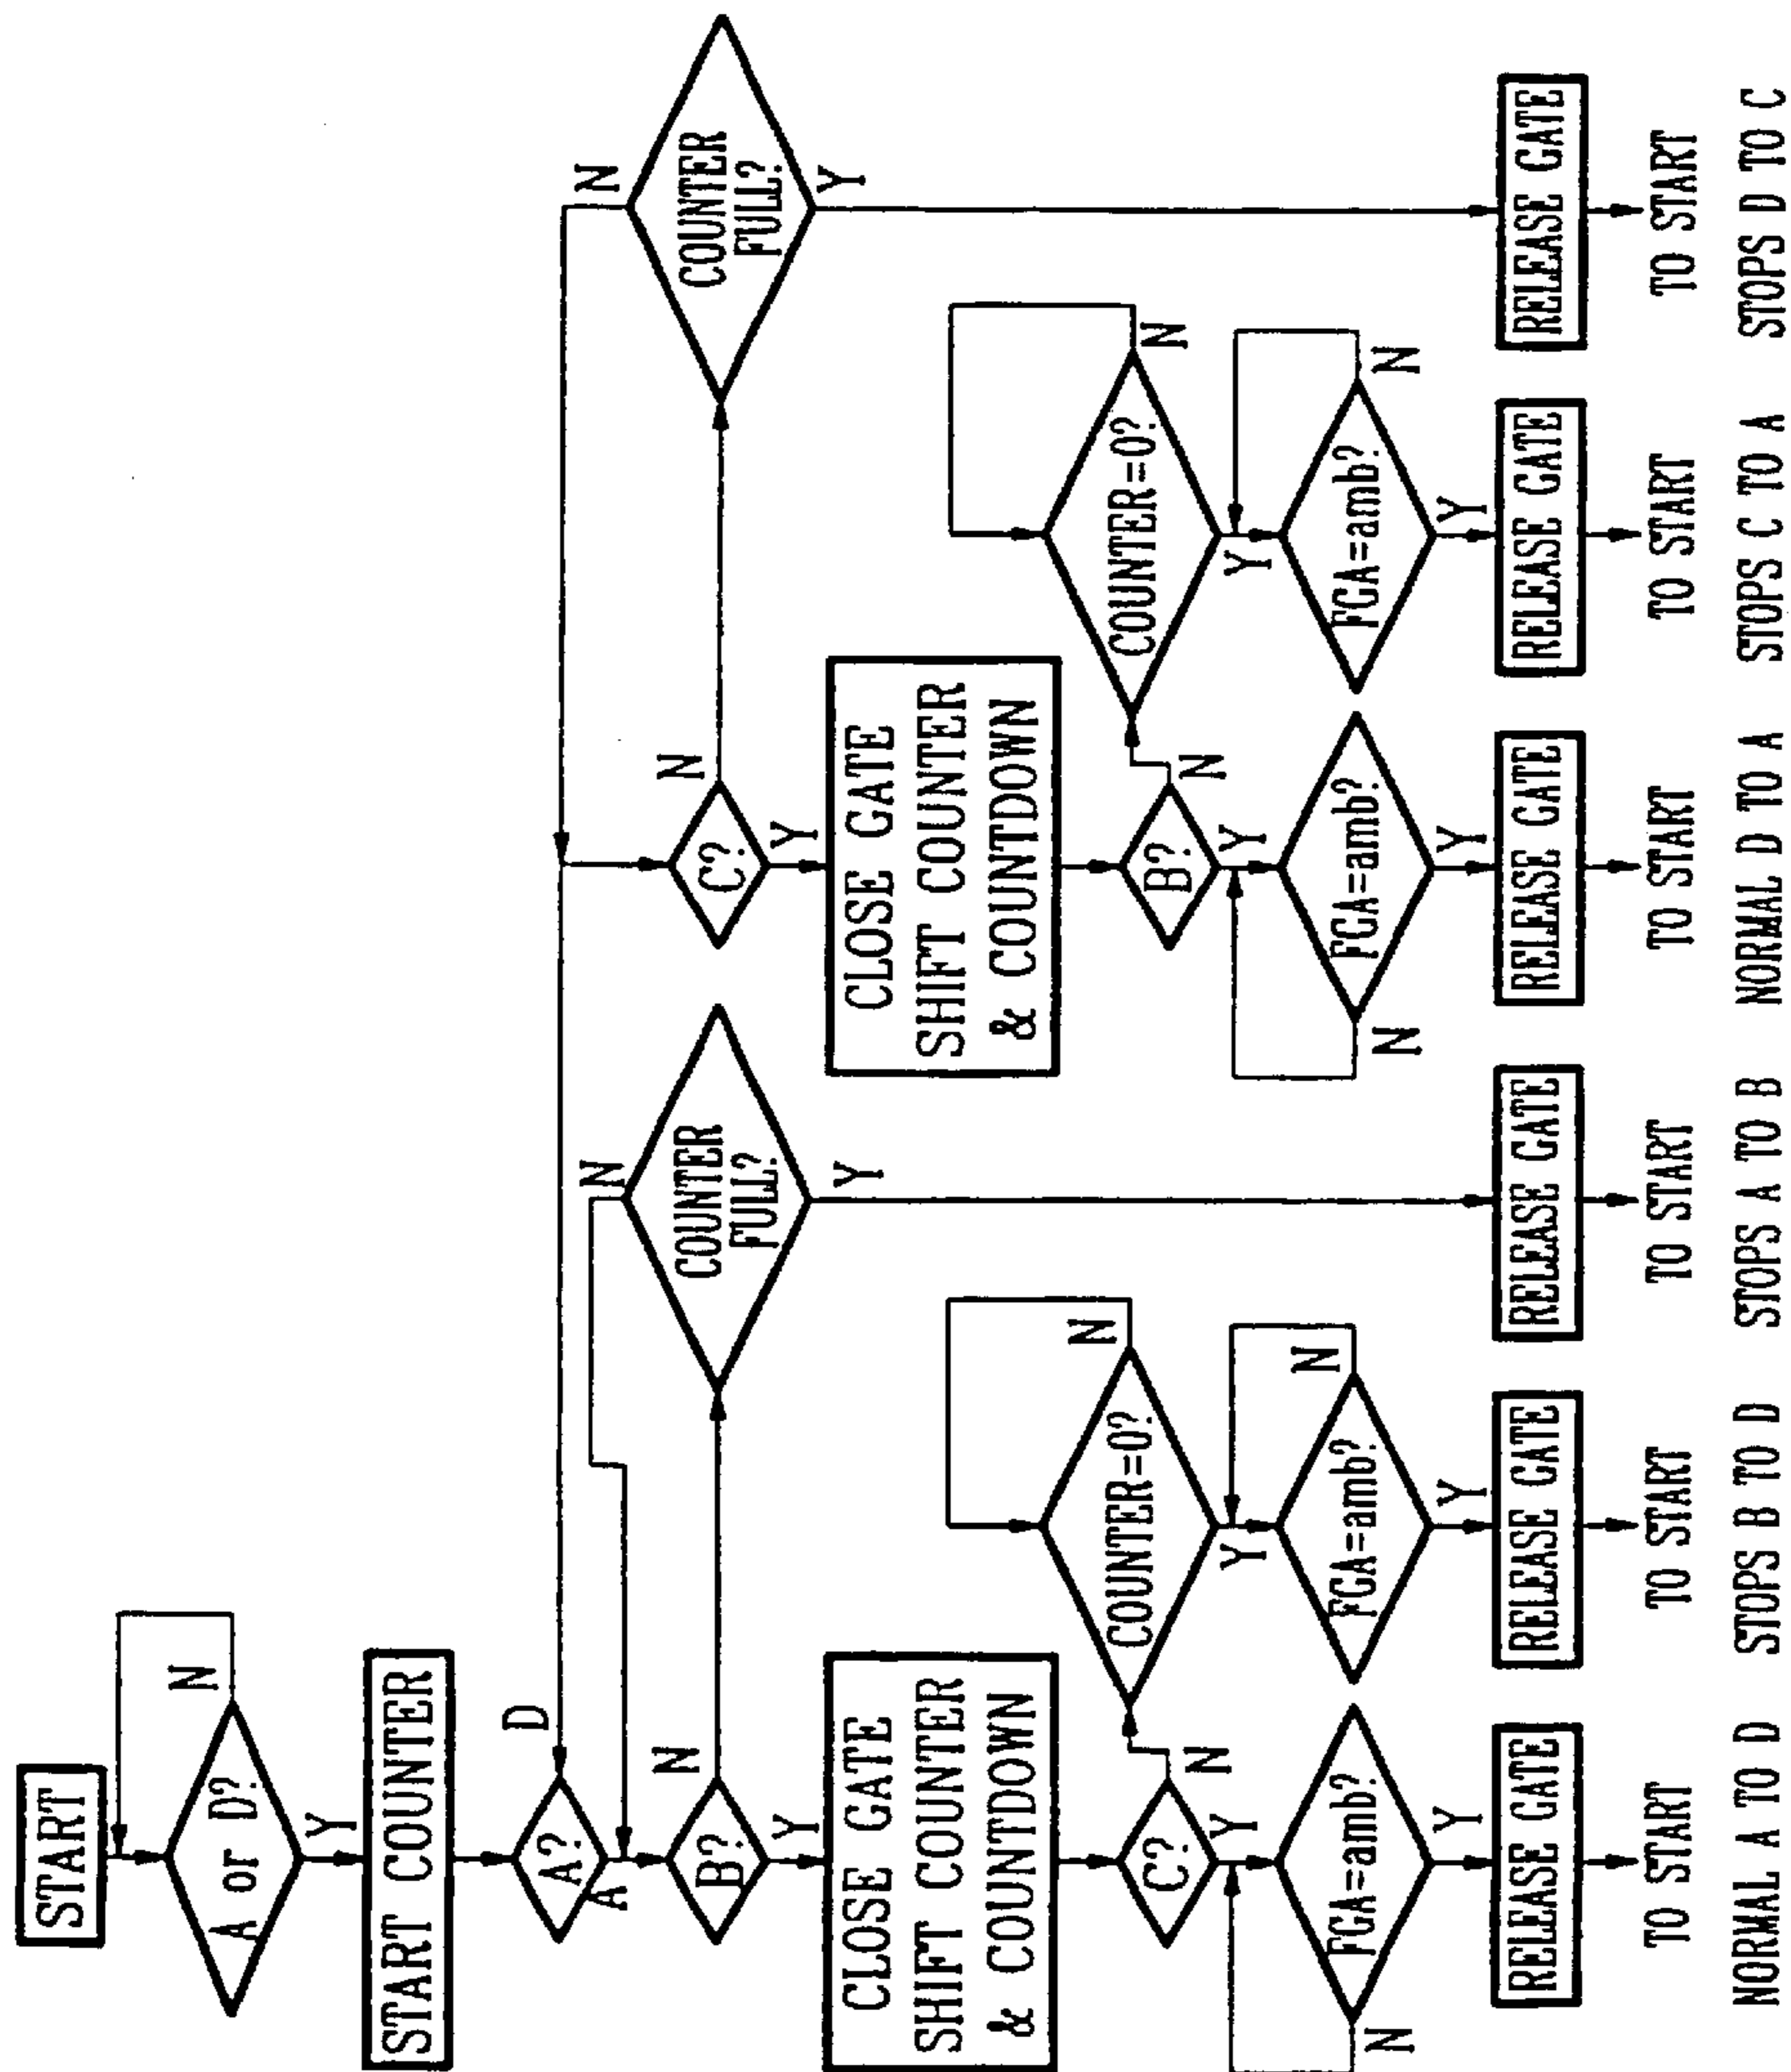 START
A or D?
N
Y
START COUNTER
A?
D
A
N
N
B?
N
COUNTER
FULL?
C?
N
COUNTER
FULL?
Y
Y
Y
Y
CLOSE GATE
SHIFT COUNTER
& COUNTDOWN
CLOSE GATE
SHIFT COUNTER
& COUNTDOWN
C?
N
COUNTER=0?
N
B?
N
COUNTER=0?
N
Y
Y
Y
Y
FGA=amb?
N
FGA=amb?
N
FGA=amb?
N
FGA=amb?
N
Y
Y
Y
Y
RELEASE GATE
RELEASE GATE
RELEASE GATE
RELEASE GATE
RELEASE GATE
RELEASE GATE
TO START
TO START
TO START
TO START
TO START
TO START
NORMAL A TO D
STOPS B TO D
STOPS A TO B
NORMAL D TO A
STOPS C TO A
STOPS D TO C